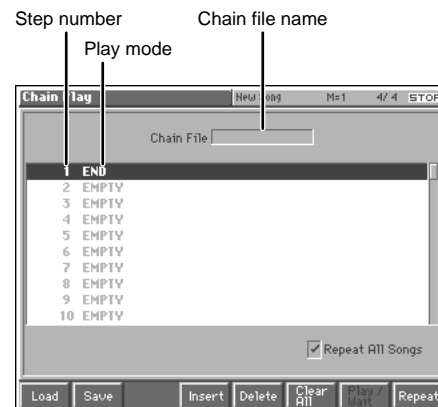 Step number Chain file name
Play mode
Chain Play New Song M=1 4/4 STOP
Chain File
1 END
2 EMPTY
3 EMPTY
4 EMPTY
5 EMPTY
6 EMPTY
7 EMPTY
8 EMPTY
9 EMPTY
10 EMPTY
Repeat All Songs
Load Save Insert Delete Clear All Play / Wait Repeat